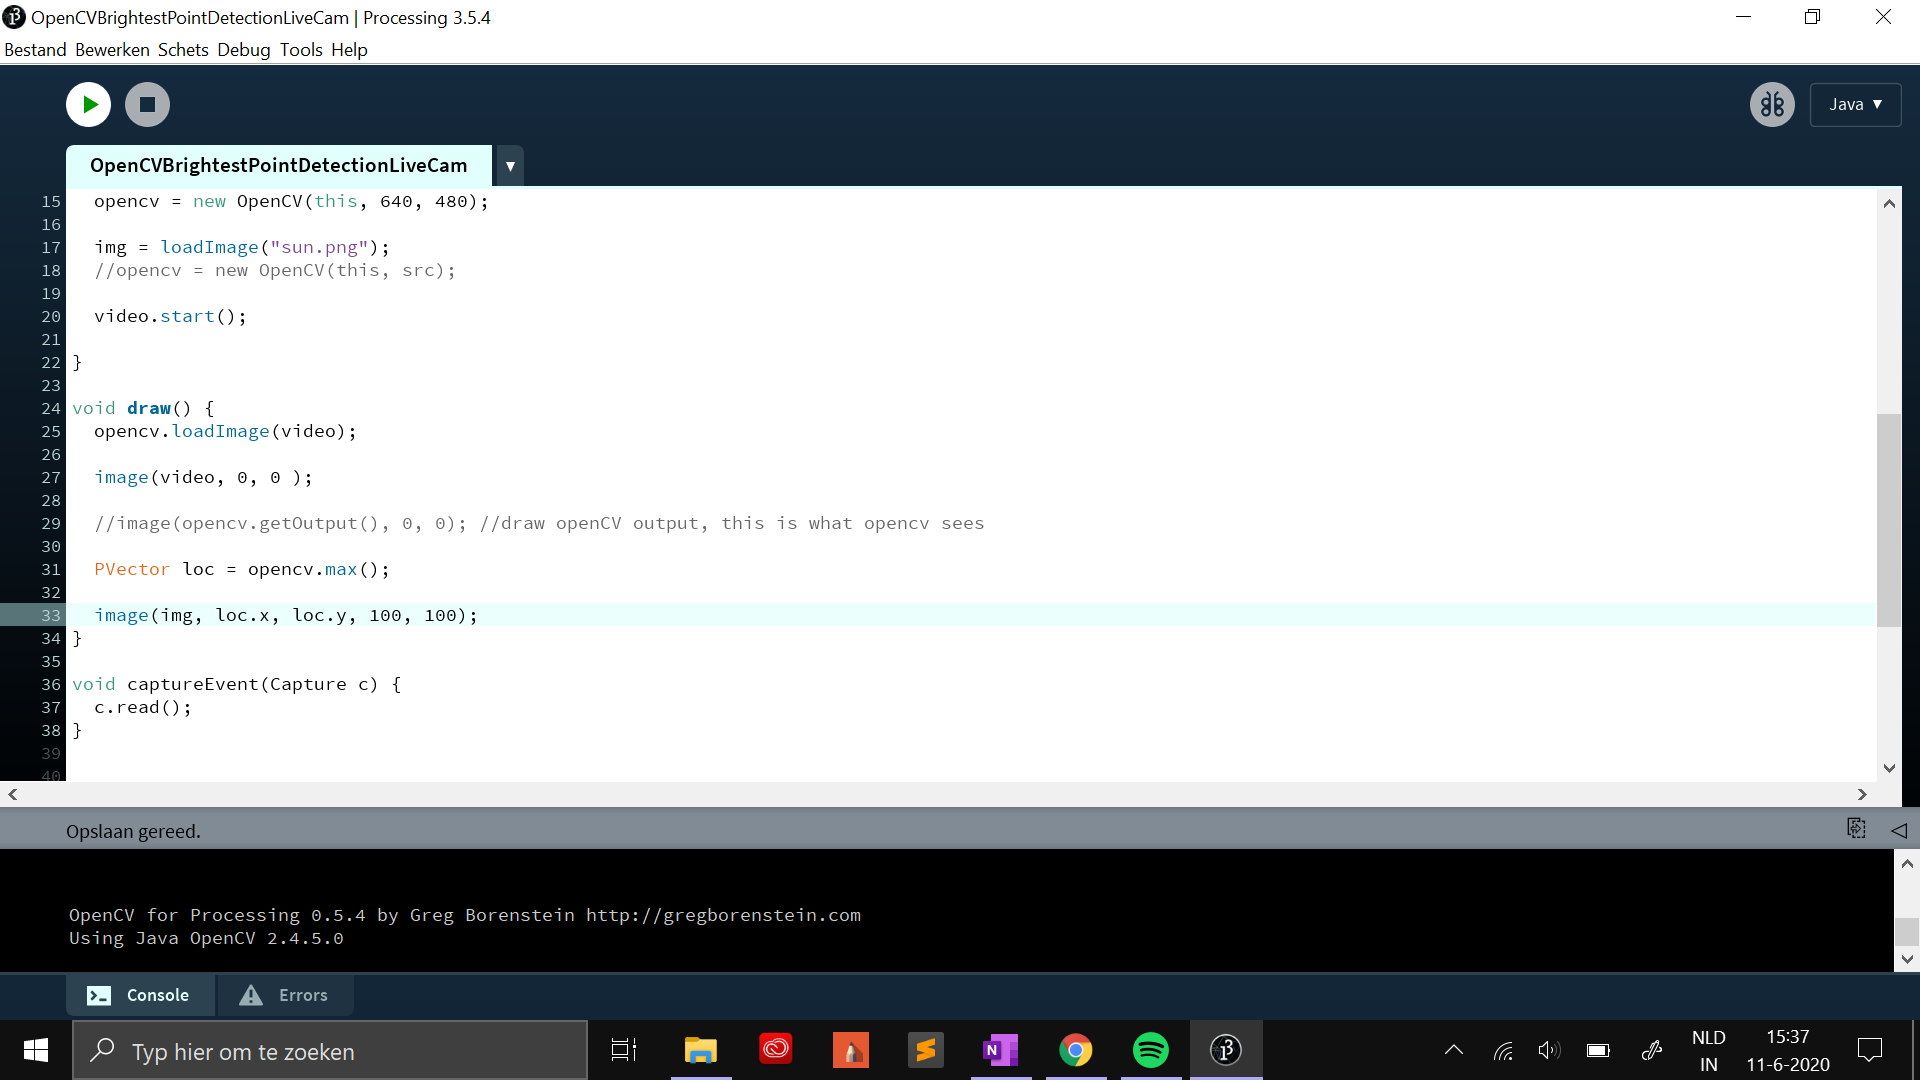 OpenCVBrightestPointDetectionLiveCam | Processing 3.5.4
Bestand Bewerken Schets Debug Tools Help
Java ▼
OpenCVBrightestPointDetectionLiveCam ▼
15 opencv = new OpenCV(this, 640, 480);
16
17 img = loadImage("sun.png");
18 //opencv = new OpenCV(this, src);
19
20 video.start();
21
22 }
23
24 void draw() {
25 opencv.loadImage(video);
26
27 image(video, 0, 0 );
28
29 //image(opencv.getOutput(), 0, 0); //draw openCV output, this is what opencv sees
30
31 PVector loc = opencv.max();
32
33 image(img, loc.x, loc.y, 100, 100);
34 }
35
36 void captureEvent(Capture c) {
37 c.read();
38 }
39
40
Opslaan gereed.
OpenCV for Processing 0.5.4 by Greg Borenstein http://gregborenstein.com
Using Java OpenCV 2.4.5.0
Console Errors
Typ hier om te zoeken
NLD 15:37
IN 11-6-2020